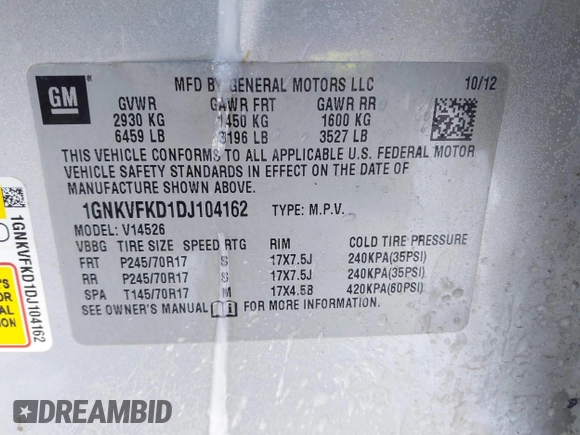 GM ®
MFD BY GENERAL MOTORS LLC 10/12
GVWR GAWR FRT GAWR RR
2930 KG 1450 KG 1600 KG
6459 LB 3196 LB 3527 LB
THIS VEHICLE CONFORMS TO ALL APPLICABLE U.S. FEDERAL MOTOR
VEHICLE SAFETY STANDARDS IN EFFECT ON THE DATE OF
MANUFACTURE SHOWN ABOVE.
1GNKVFKD1DJ104162 TYPE: M.P.V.
MODEL: V14526
VBBG TIRE SIZE SPEED RTG RIM COLD TIRE PRESSURE
FRT P245/70R17 S 17X7.5J 240KPA(35PSI)
RR P245/70R17 S 17X7.5J 240KPA(35PSI)
SPA T145/70R17 M 17X4.5B 420KPA(60PSI)
SEE OWNER'S MANUAL FOR MORE INFORMATION.
1GNKVFKD1DJ104162
DREAMBID